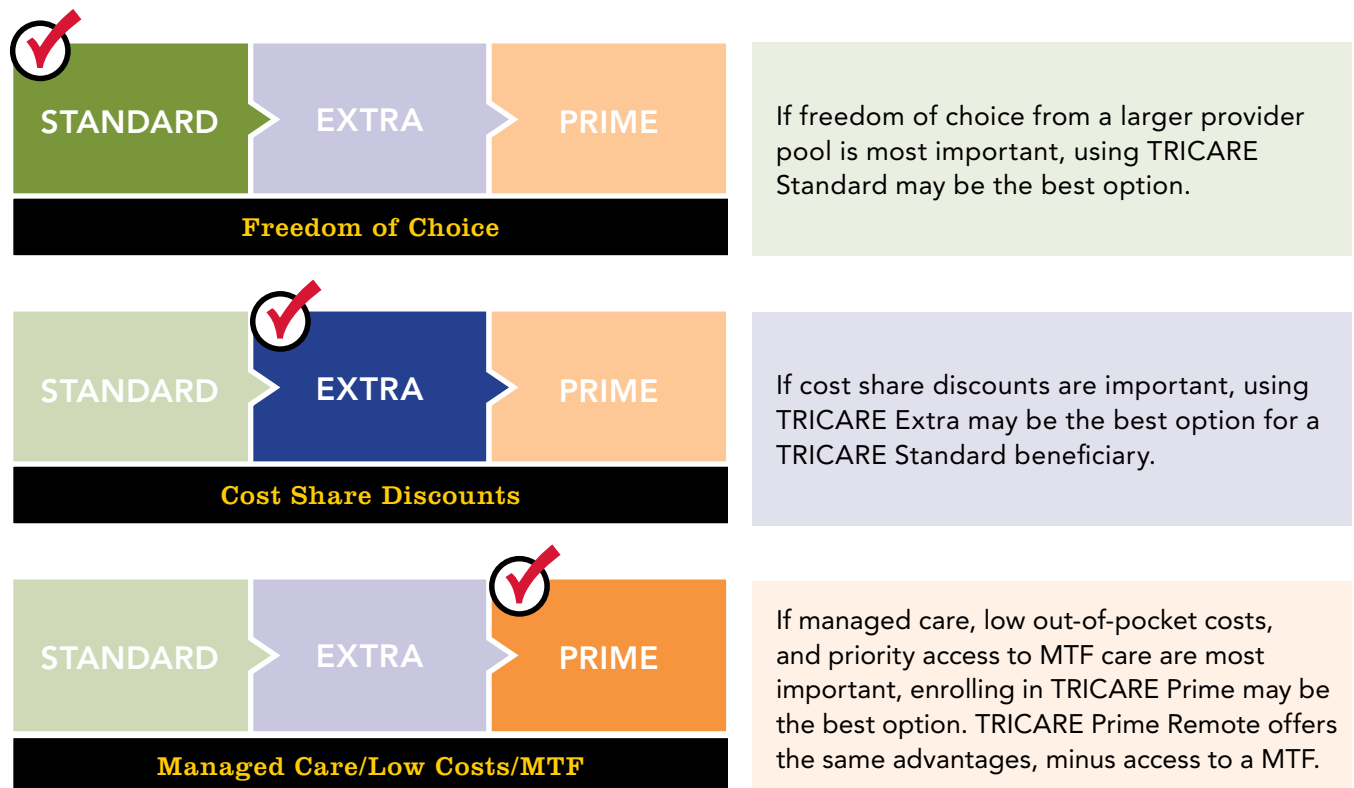 STANDARD EXTRA PRIME
Freedom of Choice
If freedom of choice from a larger provider
pool is most important, using TRICARE
Standard may be the best option.
STANDARD EXTRA PRIME
Cost Share Discounts
If cost share discounts are important, using
TRICARE Extra may be the best option for a
TRICARE Standard beneficiary.
STANDARD EXTRA PRIME
Managed Care/Low Costs/MTF
If managed care, low out-of-pocket costs,
and priority access to MTF care are most
important, enrolling in TRICARE Prime may be
the best option. TRICARE Prime Remote offers
the same advantages, minus access to a MTF.